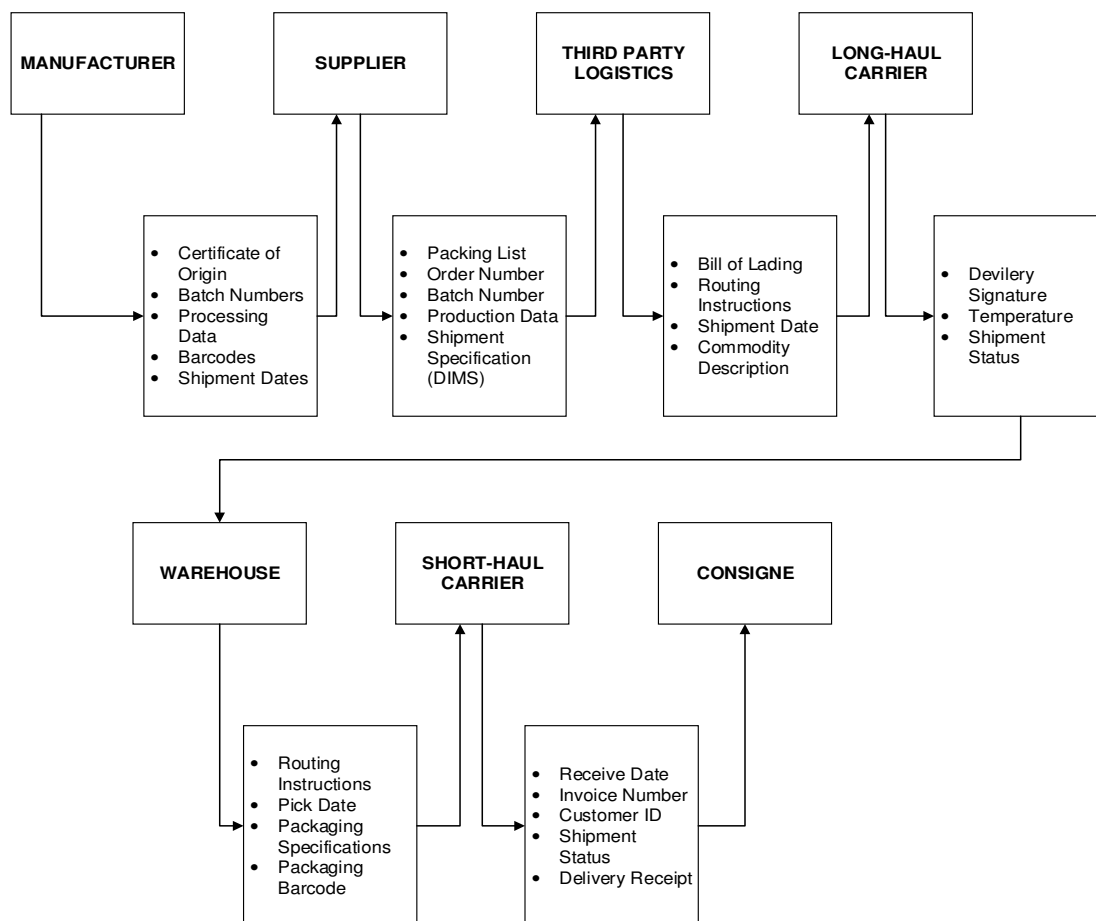 MANUFACTURER
SUPPLIER
THIRD PARTY
LOGISTICS
LONG-HAUL
CARRIER
• Certificate of
Origin
• Batch Numbers
• Processing
Data
• Barcodes
• Shipment Dates
• Packing List
• Order Number
• Batch Number
• Production Data
• Shipment
Specification
(DIMS)
• Bill of Lading
• Routing
Instructions
• Shipment Date
• Commodity
Description
• Devilery
Signature
• Temperature
• Shipment
Status
WAREHOUSE
SHORT-HAUL
CARRIER
CONSIGNE
• Routing
Instructions
• Pick Date
• Packaging
Specifications
• Packaging
Barcode
• Receive Date
• Invoice Number
• Customer ID
• Shipment
Status
• Delivery Receipt